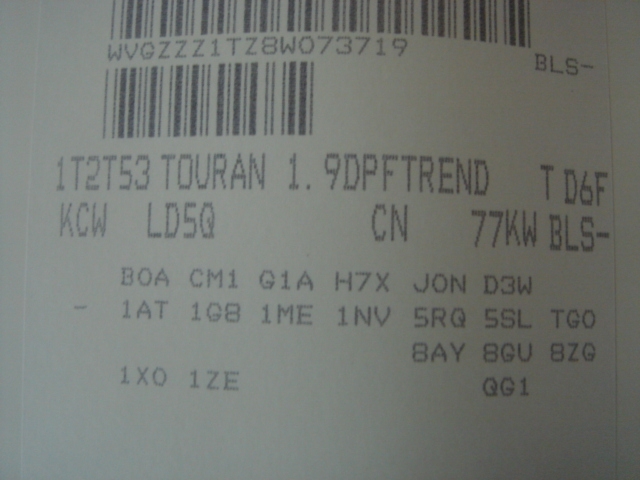 WVGZZZ1TZ8W073719
BLS-
1T2T53 TOURAN 1.9DPFTREND T D6F
KCW LD5Q CN 77KW BLS-
B0A CM1 G1A H7X J0N D3W
- 1AT 1G8 1ME 1NV 5RQ 5SL TG0
8AY 8GU 8ZG
1X0 1ZE QG1